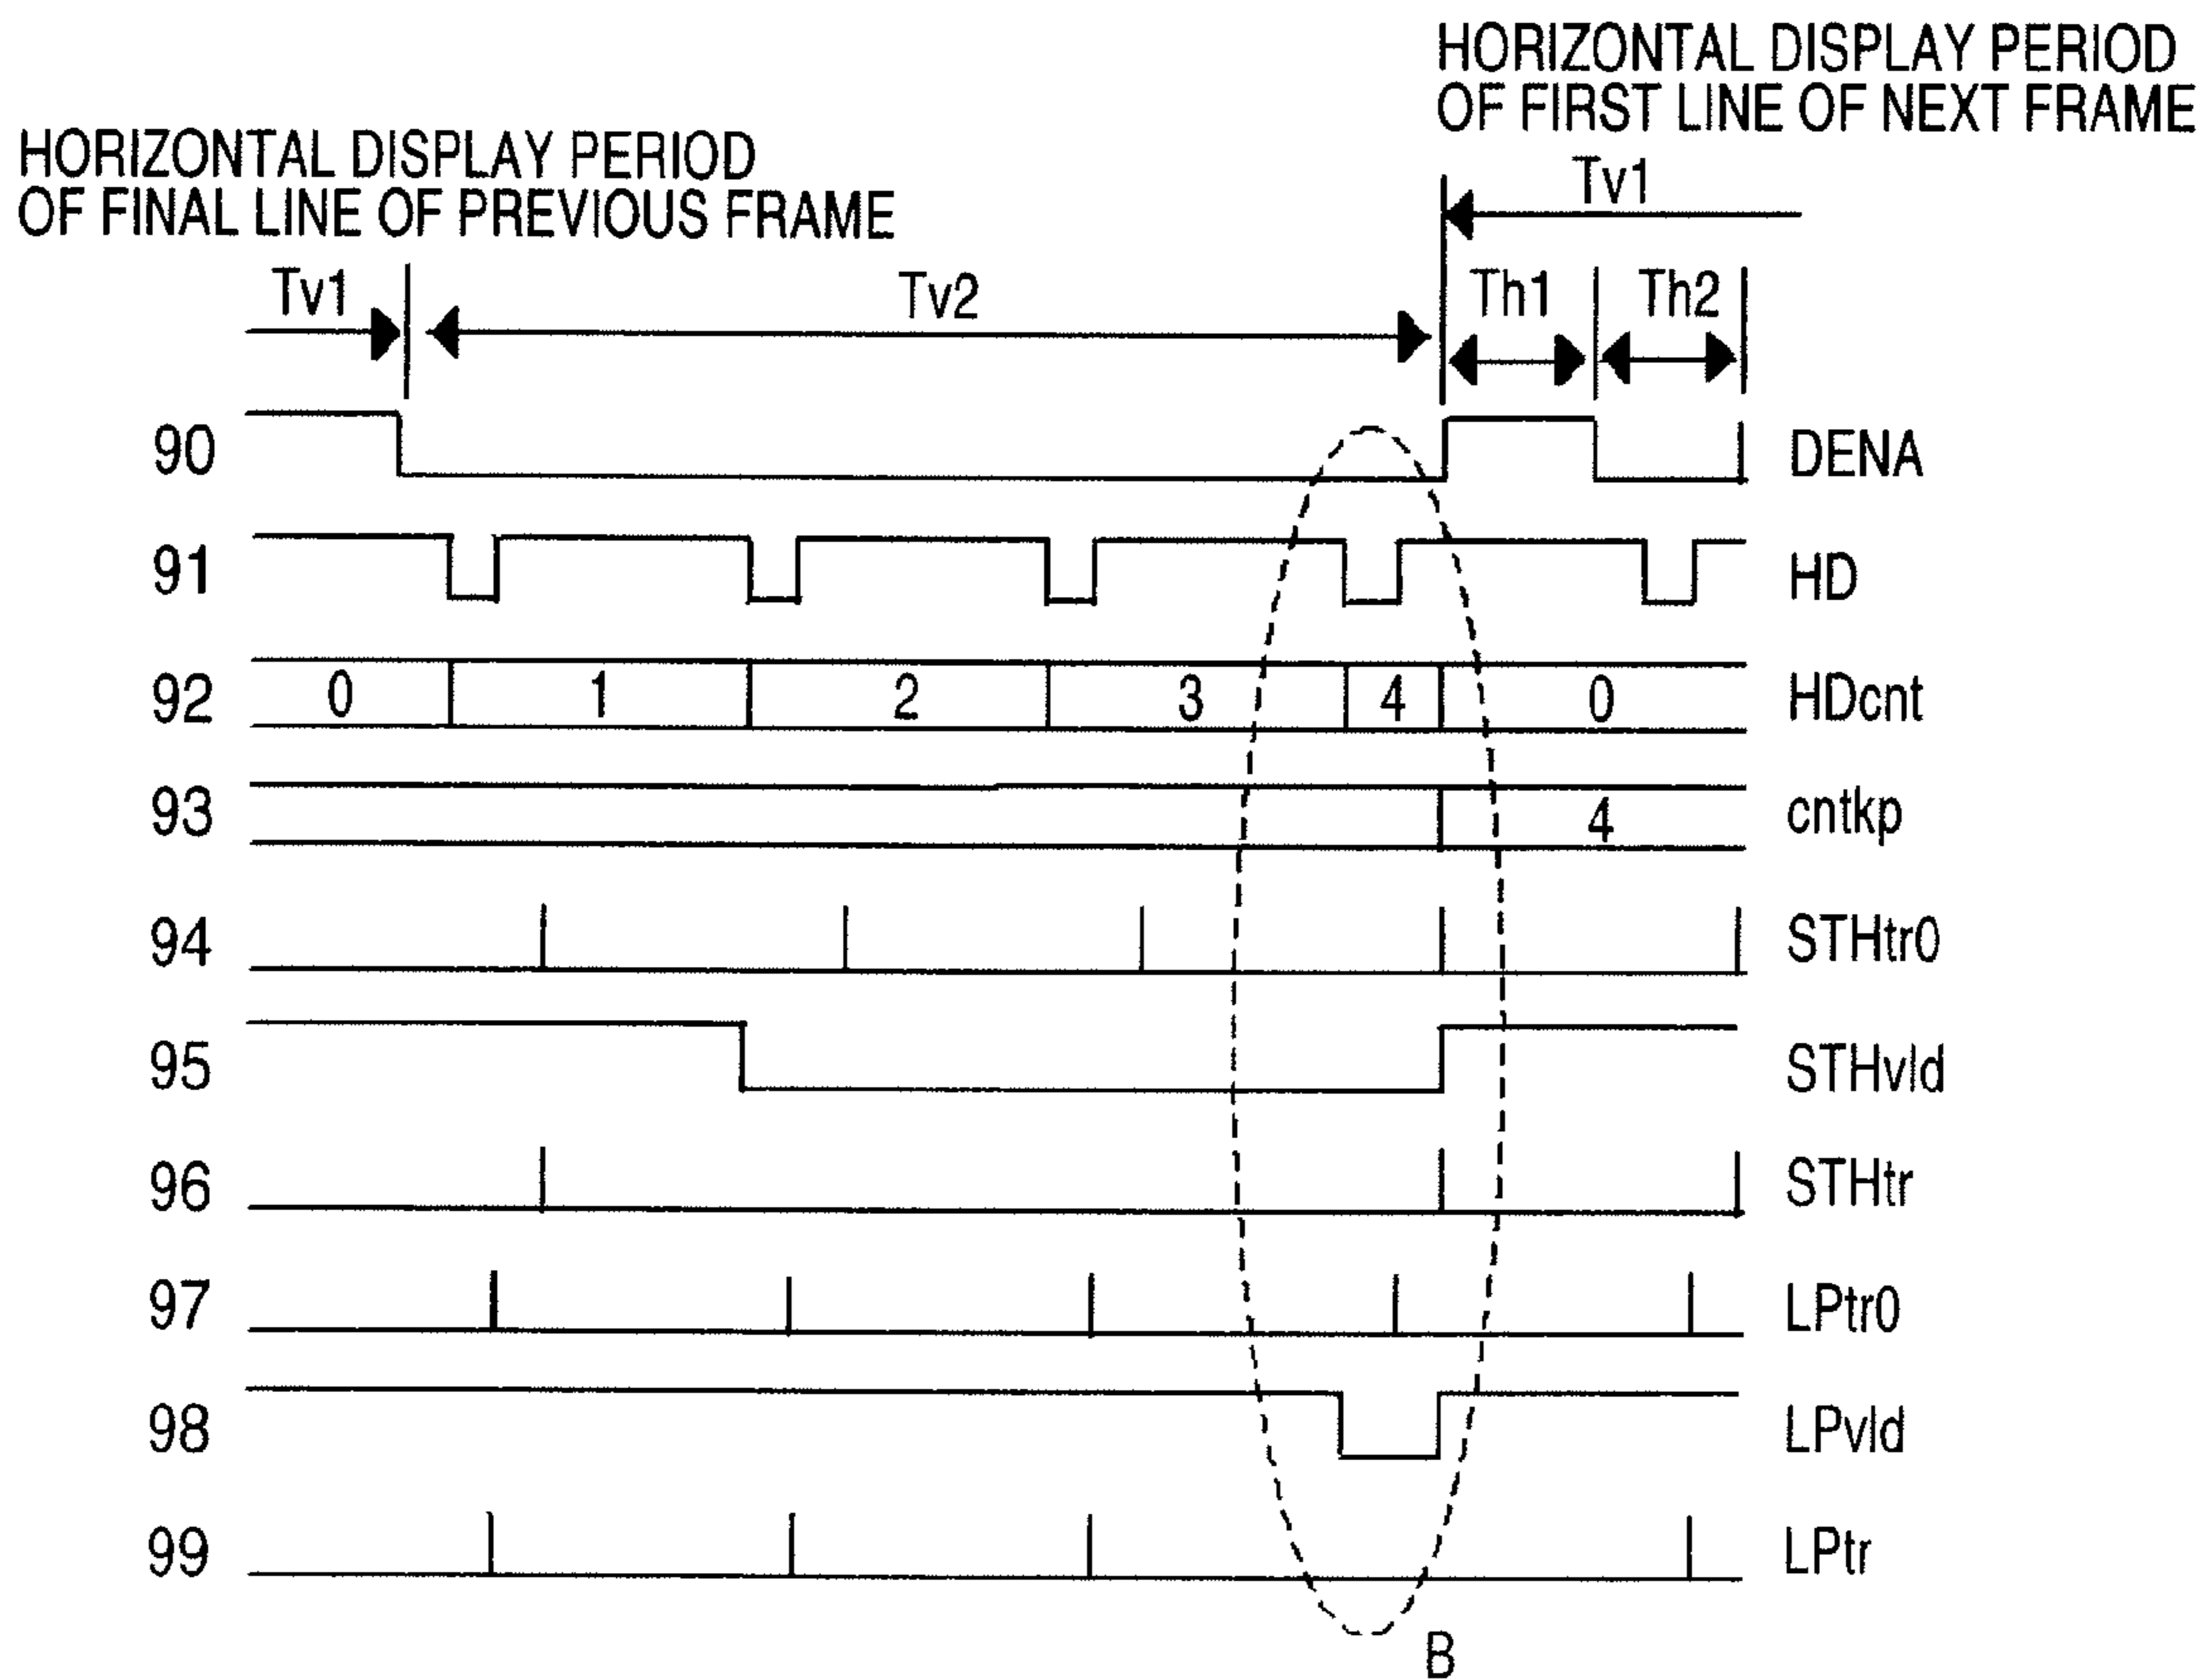 HORIZONTAL DISPLAY PERIOD
OF FIRST LINE OF NEXT FRAME
HORIZONTAL DISPLAY PERIOD
OF FINAL LINE OF PREVIOUS FRAME
Tv1
Tv1
Tv2
Th1
Th2
90
DENA
91
HD
92
0
1
2
3
4
0
HDcnt
93
4
cntkp
94
STHtr0
95
STHvld
96
STHtr
97
LPtr0
98
LPvld
99
LPtr
B